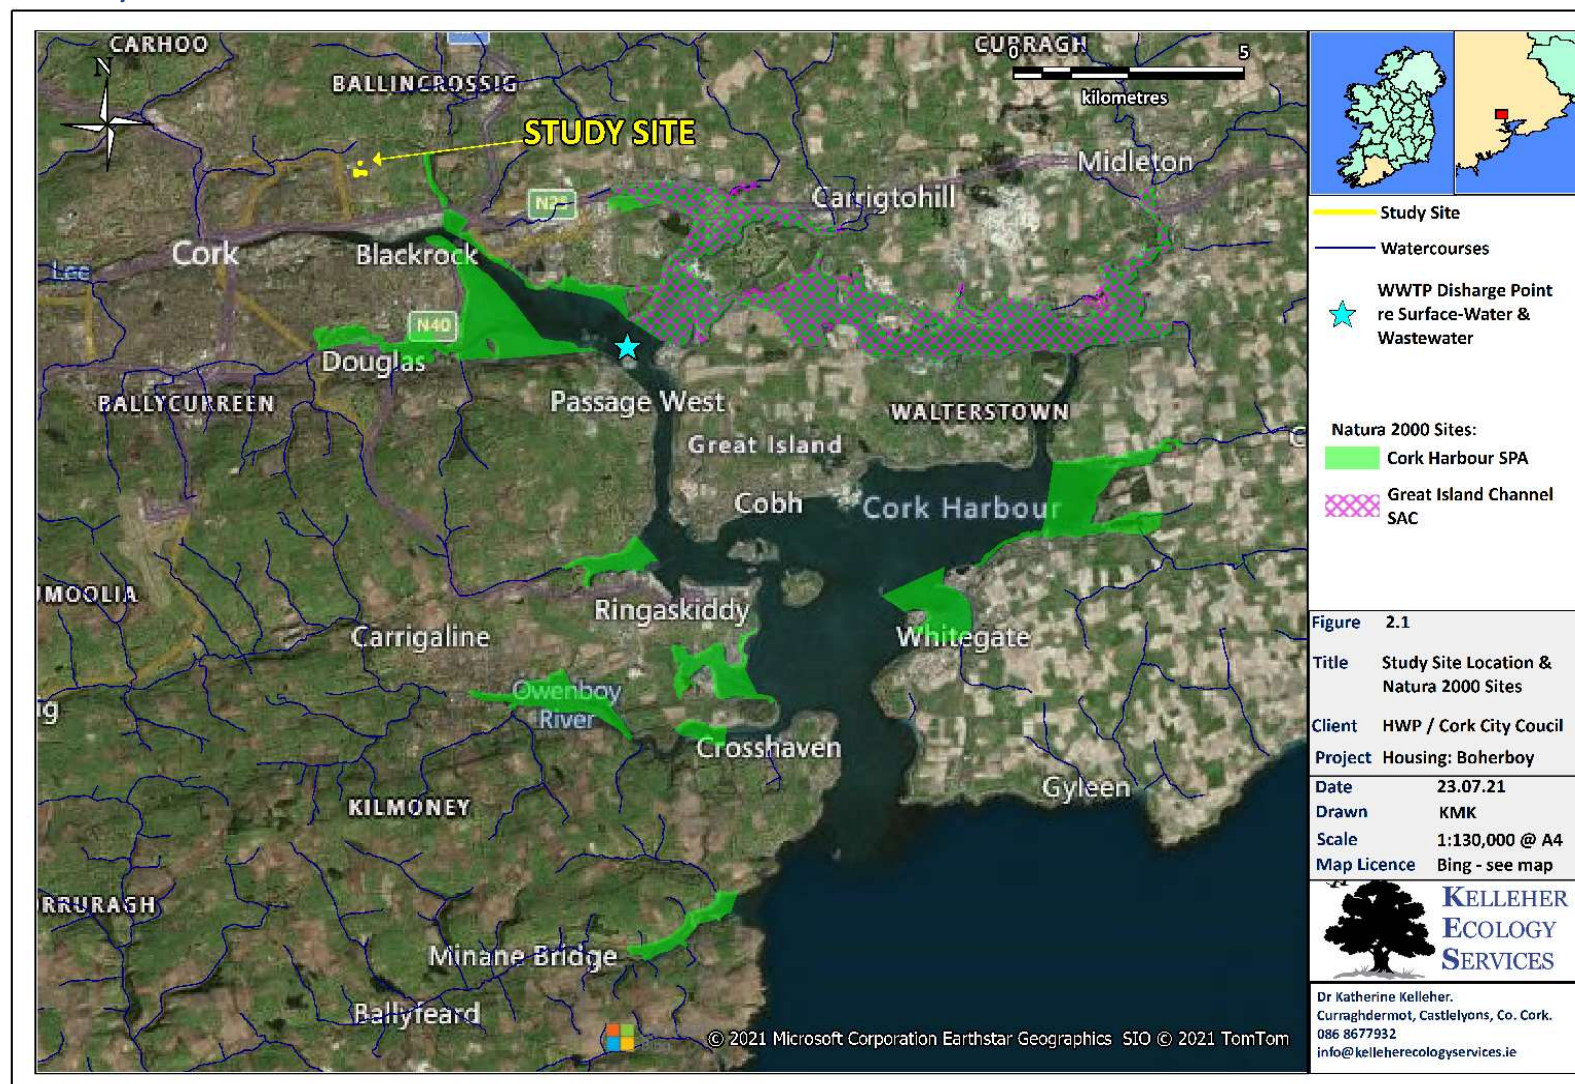 CARHOO
CURRAGH
N
0
5
kilometres
BALLINCROSSIG
STUDY SITE
Midleton
Carrigtohill
Cork
Blackrock
Lee
N40
Douglas
BALLYCURREEN
Passage West
WALTERSTOWN
Great Island
Cobh
Cork Harbour
UMOOLIA
Ringaskiddy
Carrigaline
Whitegate
Owenboy
River
Crosshaven
KILMONEY
Gyleen
RRURAGH
Minane Bridge
Ballyfeard
© 2021 Microsoft Corporation Earthstar Geographics SIO © 2021 TomTom
Study Site
Watercourses
WWTP Disharge Point
re Surface-Water &
Wastewater
Natura 2000 Sites:
Cork Harbour SPA
Great Island Channel
SAC
Figure 2.1
Title Study Site Location &
Natura 2000 Sites
Client HWP / Cork City Coucil
Project Housing: Boherboy
Date 23.07.21
Drawn KMK
Scale 1:130,000 @ A4
Map Licence Bing - see map
KELLEHER
ECOLOGY
SERVICES
Dr Katherine Kelleher.
Curraghdermot, Castlelyons, Co. Cork.
086 8677932
info@kelleherecologyservices.ie